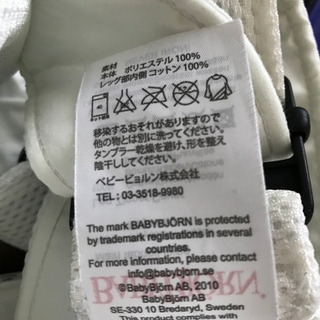 素材
本体 ポリエステル 100%
レッグ部内側 コットン 100%
移染するおそれがありますので
他の物とは別に洗ってください。
タンブラー乾燥を避け、形を整え
陰干ししてください。
ベビービョルン株式会社
TEL : 03-3518-9980
The mark BABYBJÖRN is protected
by trademark registrations in several
countries.
For more information, please contact
info@babybjorn.se
©BabyBjörn AB, 2010
BabyBjörn AB
SE-330 10 Bredaryd, Sweden
This product complies with